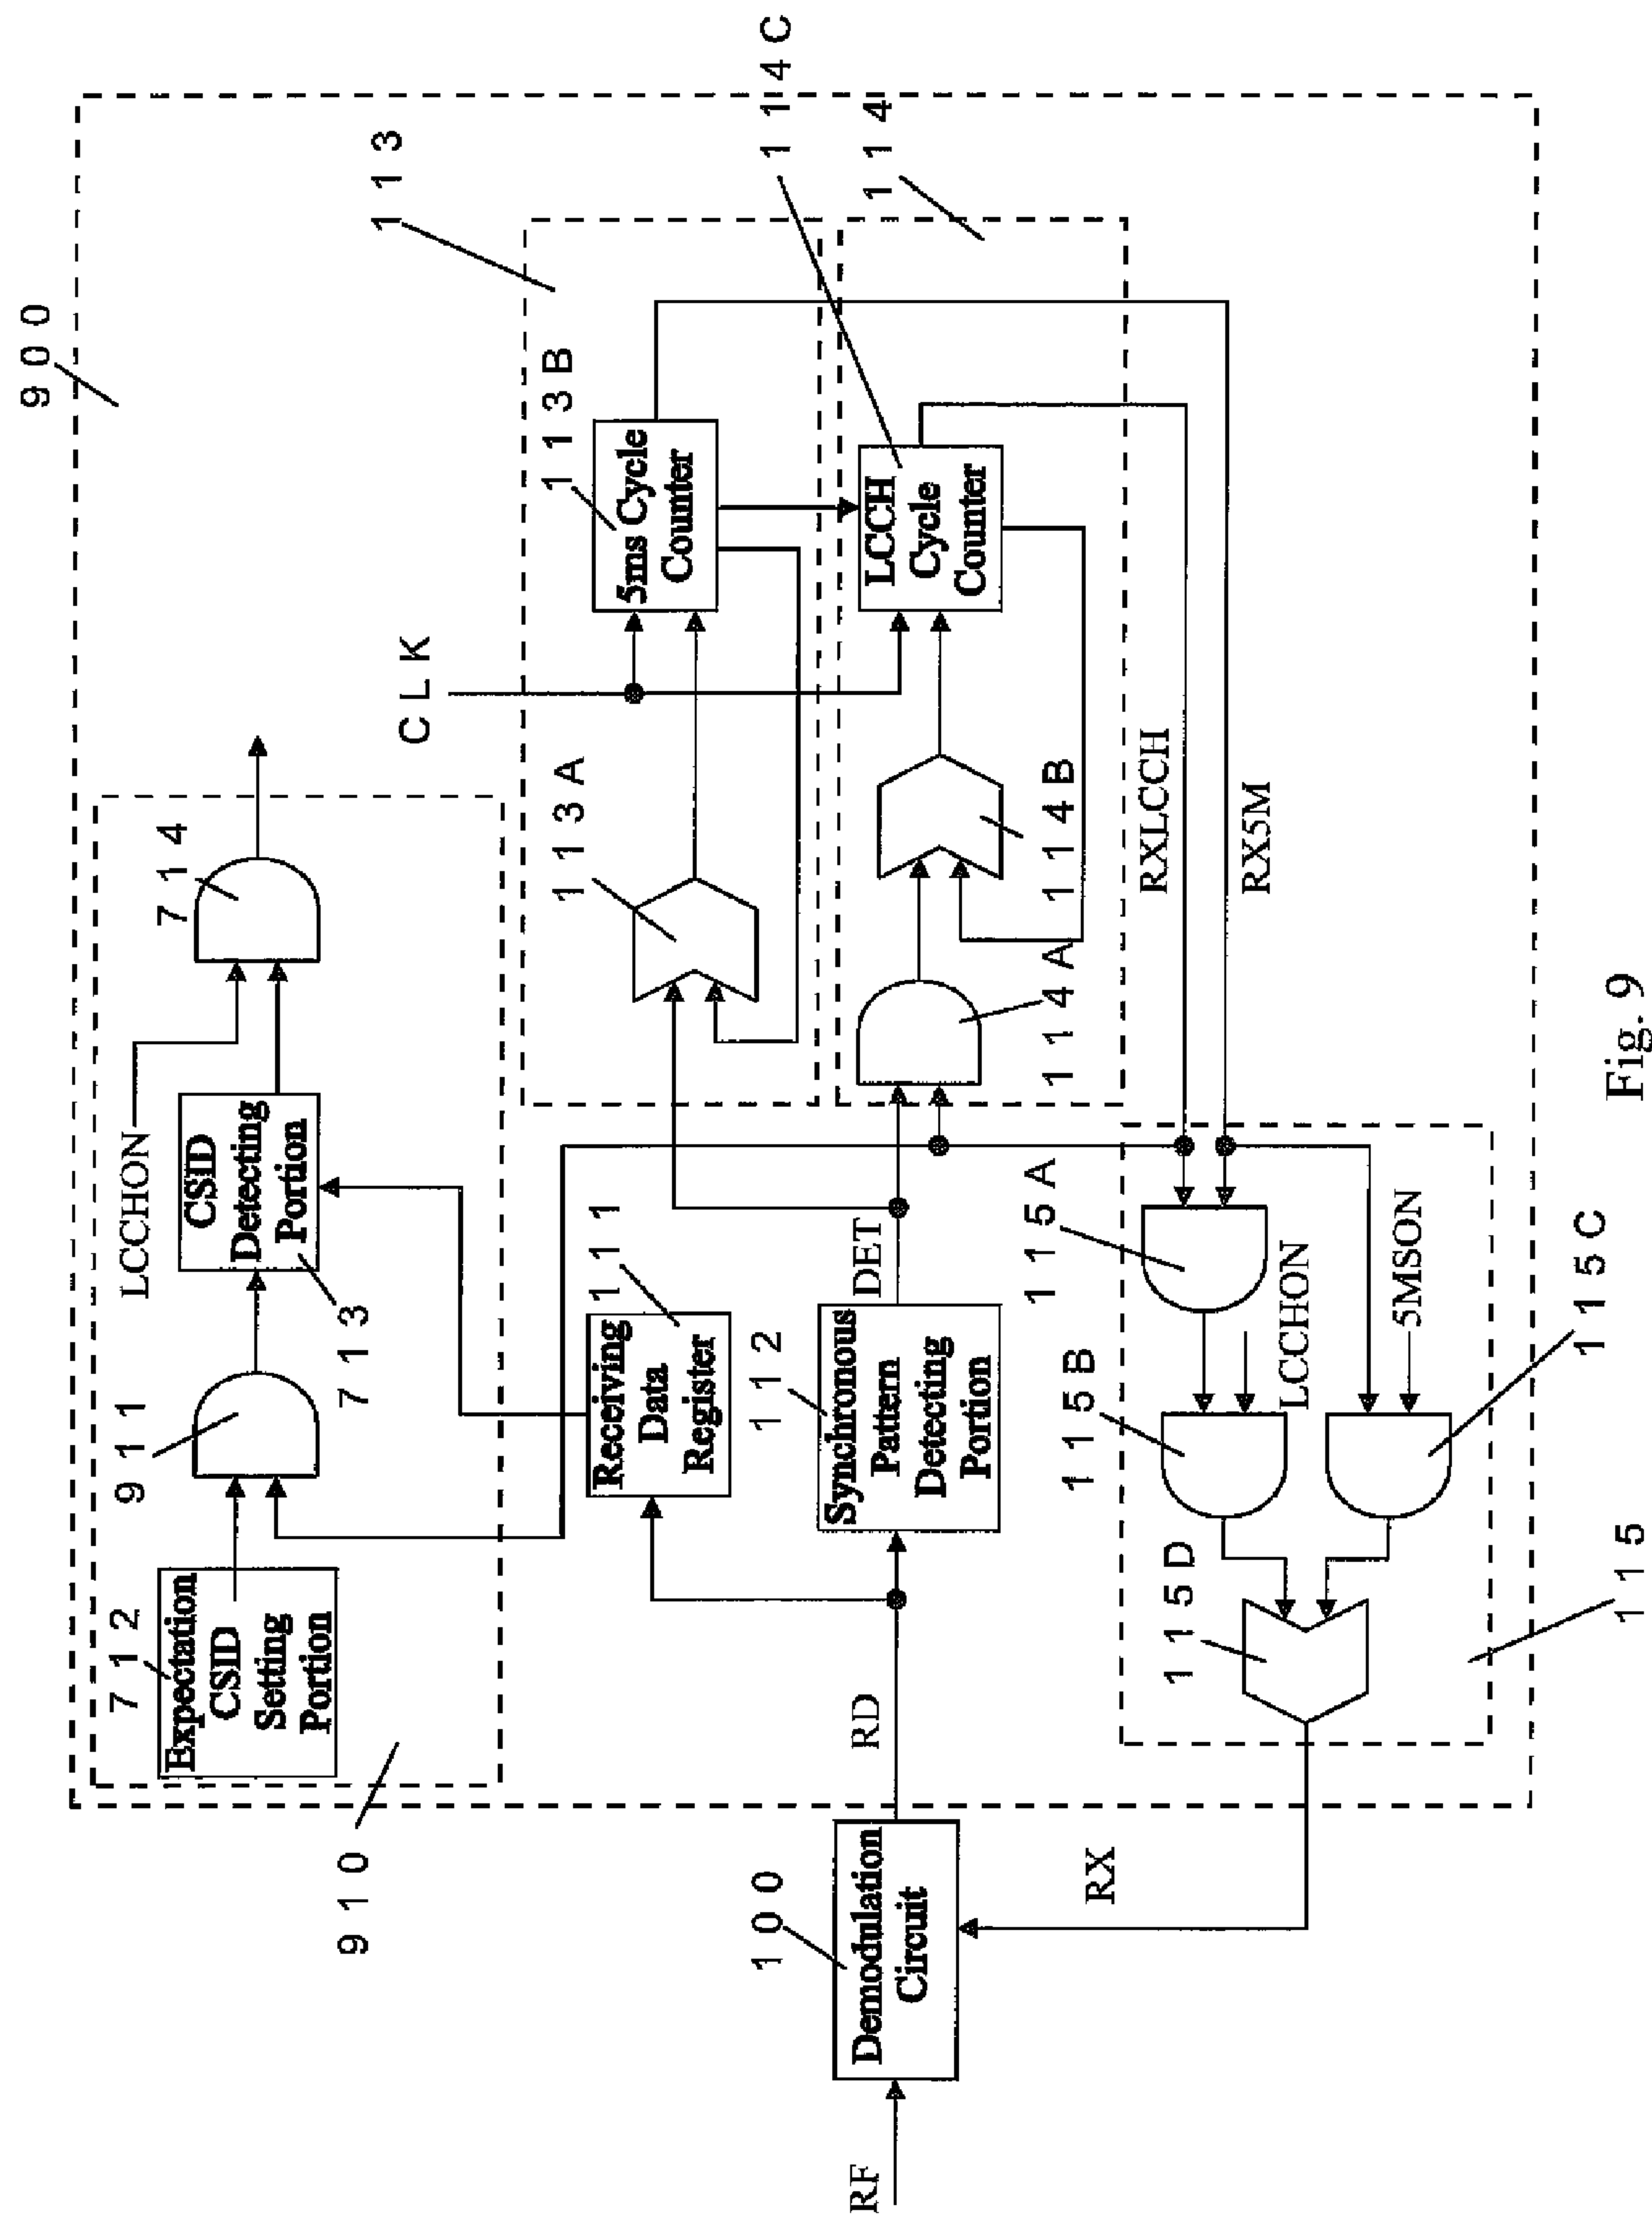 900
910
712
Expectation
CSID
Setting
Portion
911
713
CSID
Detecting
Portion
LCCHON
714
CLK
113
113A
113B
5ms Cycle
Counter
111
Receiving
Data
Register
112
Synchronous
Pattern
Detecting
Portion
DET
RD
100
Demodulation
Circuit
RF
RX
114
114A
114B
114C
LCCH
Cycle
Counter
RXLCCH
RX5M
115
115A
115B
LCCHON
5MSON
115C
115D
Fig. 9